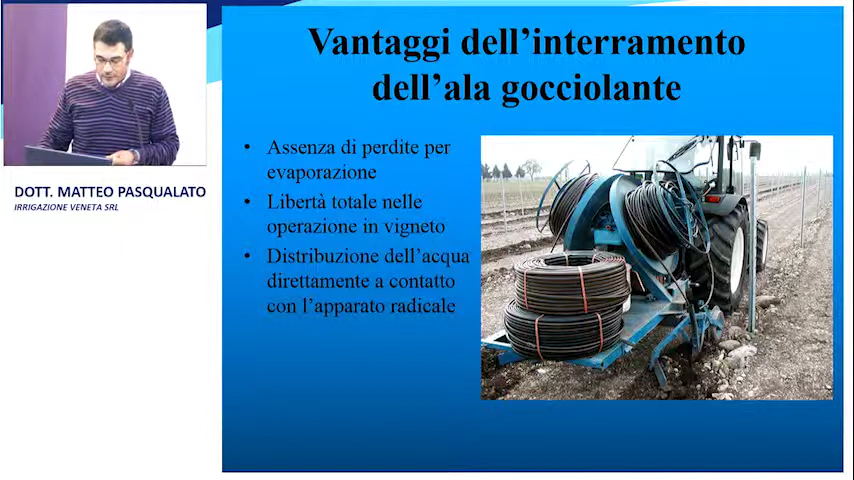 Vantaggi dell’interramento
dell’ala gocciolante
• Assenza di perdite per
evaporazione
• Libertà totale nelle
operazione in vigneto
• Distribuzione dell’acqua
direttamente a contatto
con l’apparato radicale
DOTT. MATTEO PASQUALATO
IRRIGAZIONE VENETA SRL